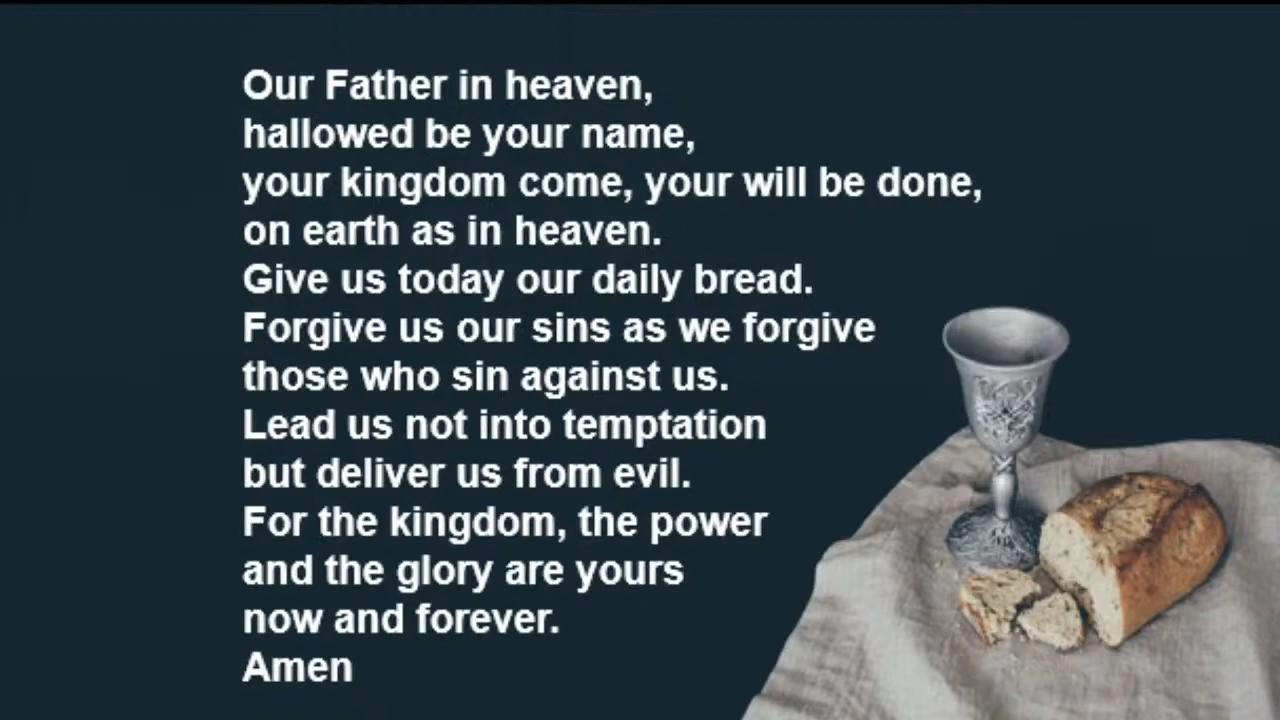 Our Father in heaven,
hallowed be your name,
your kingdom come, your will be done,
on earth as in heaven.
Give us today our daily bread.
Forgive us our sins as we forgive
those who sin against us.
Lead us not into temptation
but deliver us from evil.
For the kingdom, the power
and the glory are yours
now and forever.
Amen